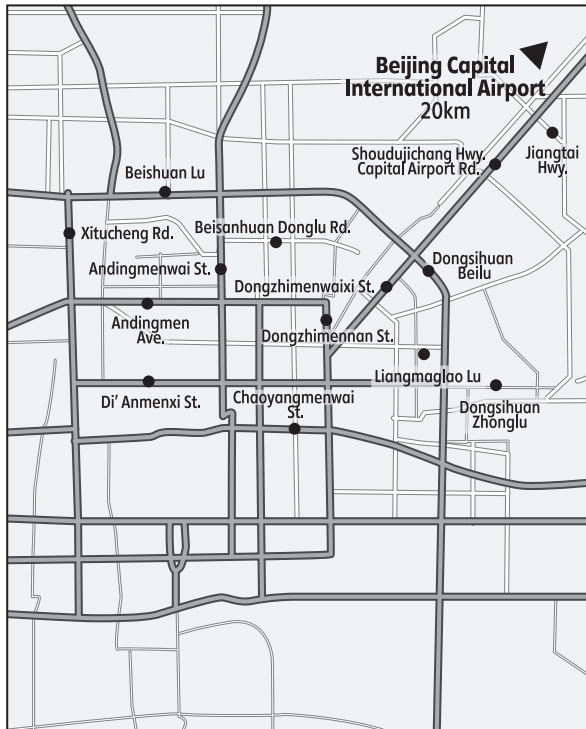 Beijing Capital
International Airport
20km
Shoudujichang Hwy.
Capital Airport Rd.
Jiangtai
Hwy.
Beishuan Lu
Xitucheng Rd.
Beisanhuan Donglu Rd.
Andingmenwai St.
Dongsihuan
Beilu
Dongzhimenwaixi St.
Andingmen
Ave.
Dongzhimennan St.
Liangmaglao Lu
Di' Anmenxi St.
Chaoyangmenwai
St.
Dongsihuan
Zhonglu